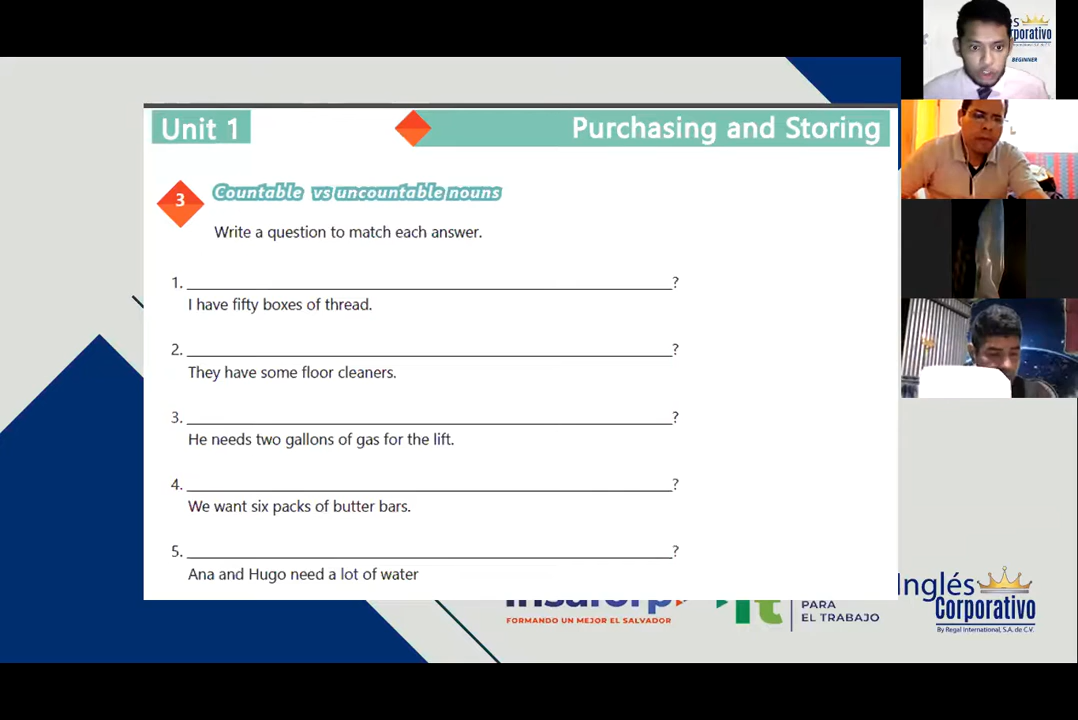 Unit 1
Purchasing and Storing
3
Countable vs uncountable nouns
Write a question to match each answer.
1. ?
I have fifty boxes of thread.
2. ?
They have some floor cleaners.
3. ?
He needs two gallons of gas for the lift.
4. ?
We want six packs of butter bars.
5. ?
Ana and Hugo need a lot of water
FORMANDO UN MEJOR EL SALVADOR
PARA
EL TRABAJO
Inglés
Corporativo
By Regal International, S.A. de C.V.
BEGINNER